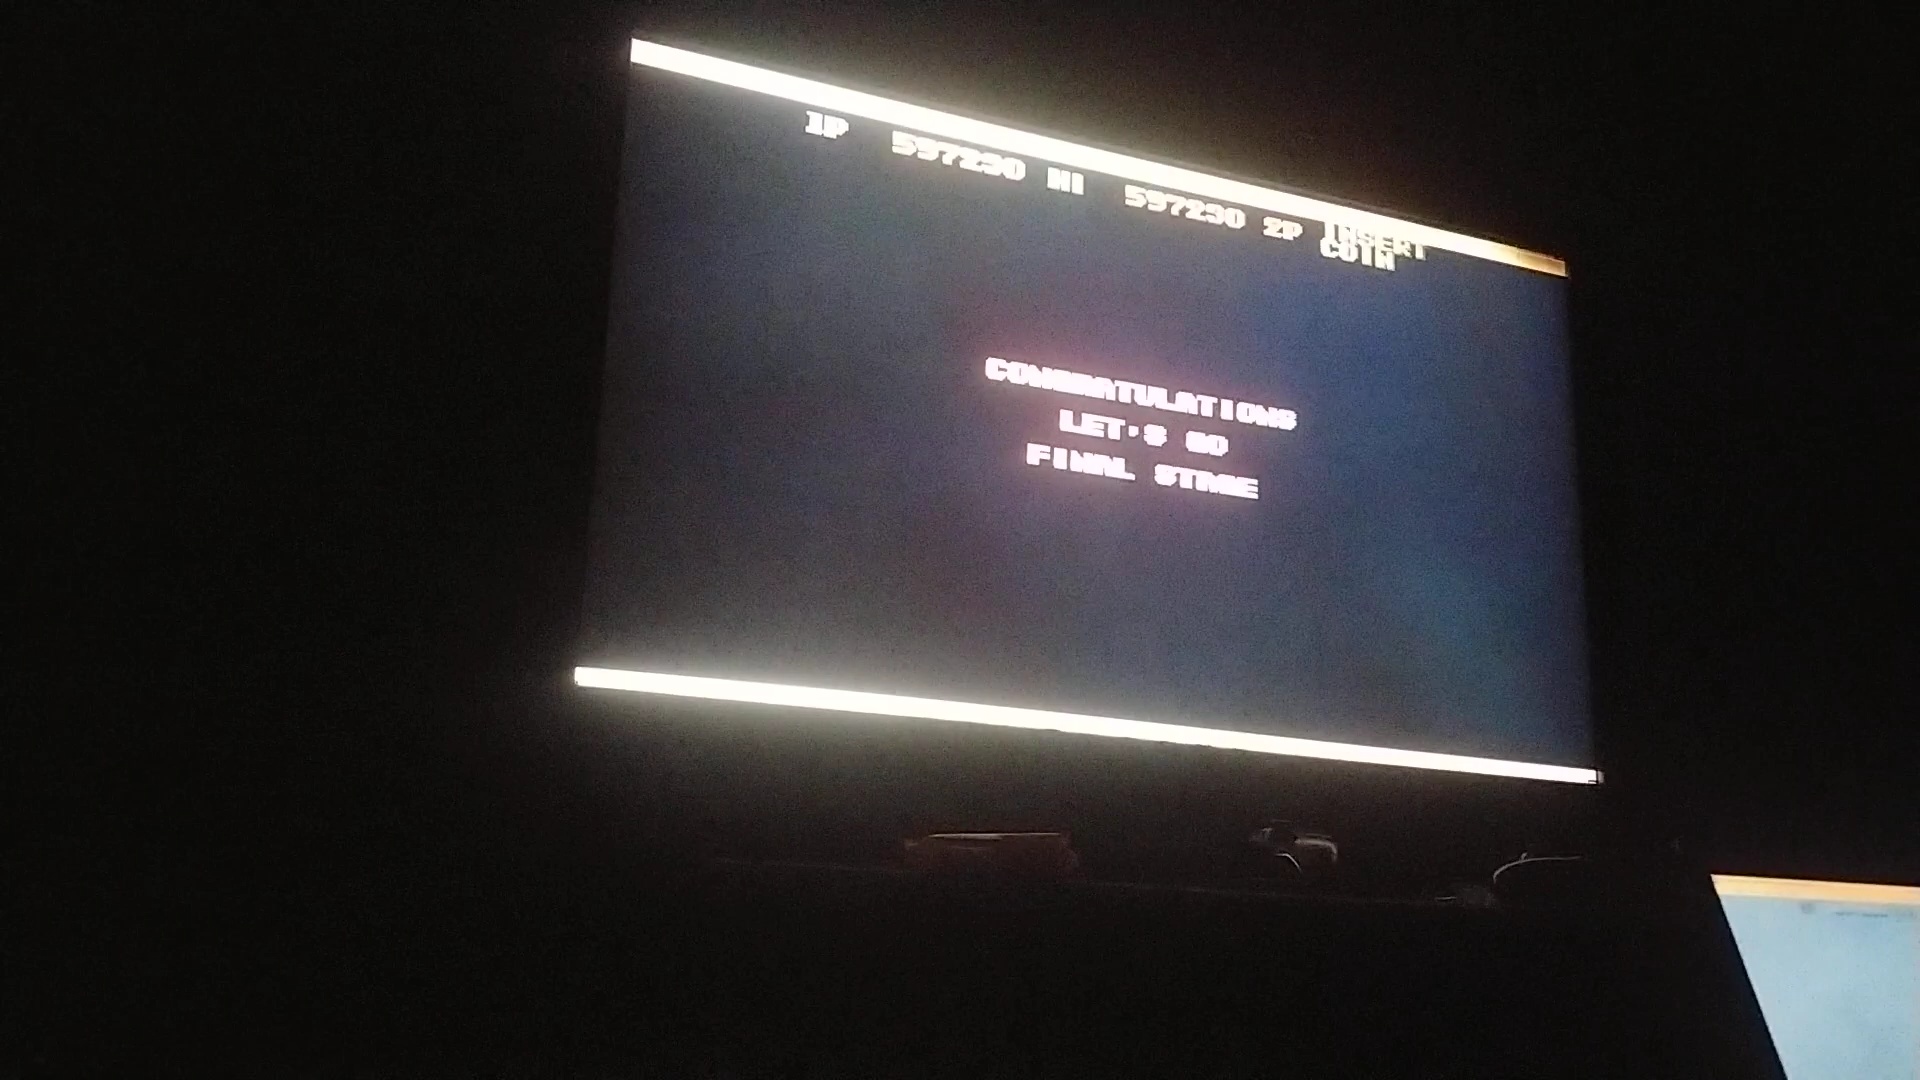 1P 597230 HI 597230 2P INSERT
COIN
CONGRATULATIONS
LET'S GO
FINAL STAGE